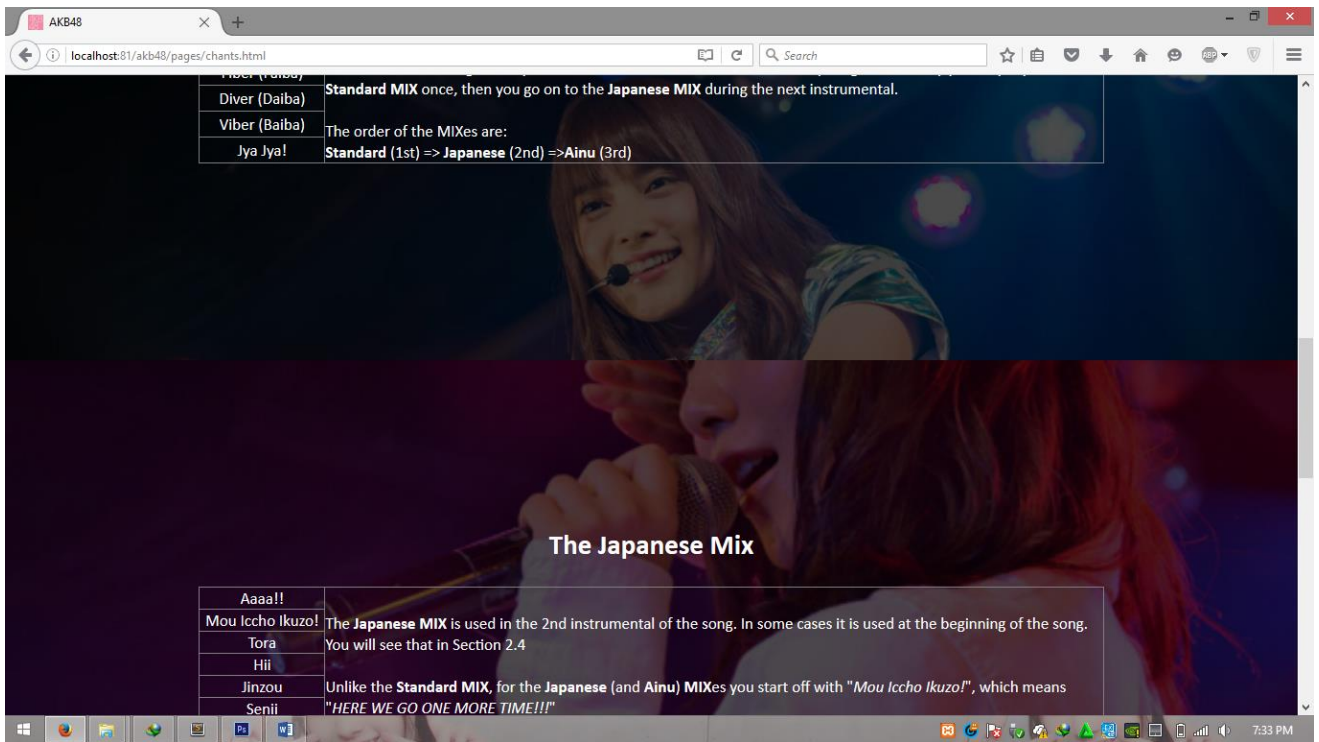 AKB48
localhost:81/akb48/pages/chants.html
Search
ABP
Diver (Daiba)
Viber (Baiba)
Jya Jya!
Standard MIX once, then you go on to the Japanese MIX during the next instrumental.
The order of the MIXes are:
Standard (1st) => Japanese (2nd) =>Ainu (3rd)
The Japanese Mix
Aaaa!!
Mou Iccho Ikuzo!
Tora
Hii
Jinzou
Senii
The Japanese MIX is used in the 2nd instrumental of the song. In some cases it is used at the beginning of the song.
You will see that in Section 2.4
Unlike the Standard MIX, for the Japanese (and Ainu) MIXes you start off with "Mou Iccho Ikuzo!", which means
"HERE WE GO ONE MORE TIME!!!"
Ps
7:33 PM